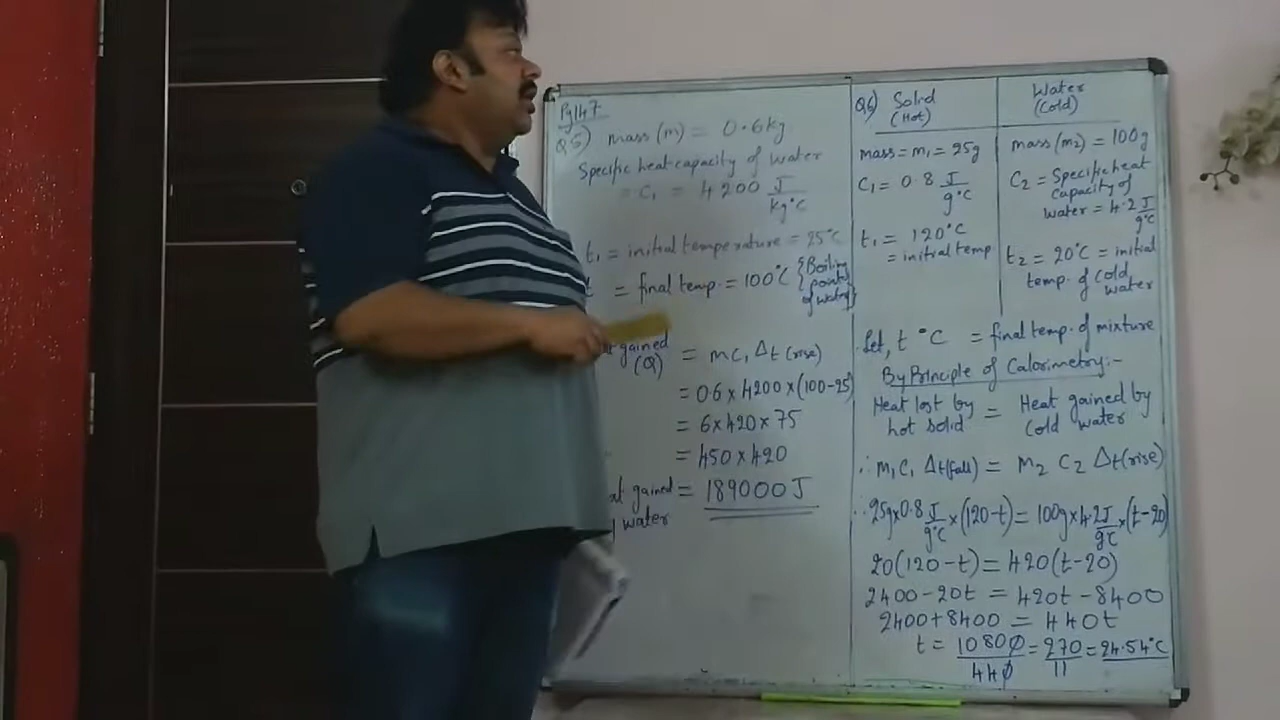 Pg147
Q5) mass (m) = 0.6kg
Specific heat capacity of water
= C₁ = 4200 J/kg°C
t₁ = initial temperature = 25°C
t = final temp. = 100°C {Boiling point of water}
gained (Q) = mC₁ Δt (rise)
= 0.6 x 4200 x (100-25)
= 6 x 420 x 75
= 450 x 420
gained = 189000 J
water
Q6) Solid (Hot)
mass = m₁ = 25g
C₁ = 0.8 J/g°C
t₁ = 120°C
= initial temp
Water (Cold)
mass (m₂) = 100g
C₂ = Specific heat
Capacity of
water = 4.2 J/g°C
t₂ = 20°C = initial
temp. of cold water
Let, t °C = final temp. of mixture
By Principle of Calorimetry:-
Heat lost by hot solid = Heat gained by cold water
∴ m₁ C₁ Δt (fall) = m₂ C₂ Δt (rise)
∴ 25g x 0.8 J/g°C x (120-t) = 100g x 4.2 J/g°C x (t-20)
20(120-t) = 420(t-20)
2400-20t = 420t - 8400
2400+8400 = 440t
t = 10800/440 = 270/11 = 24.54°C